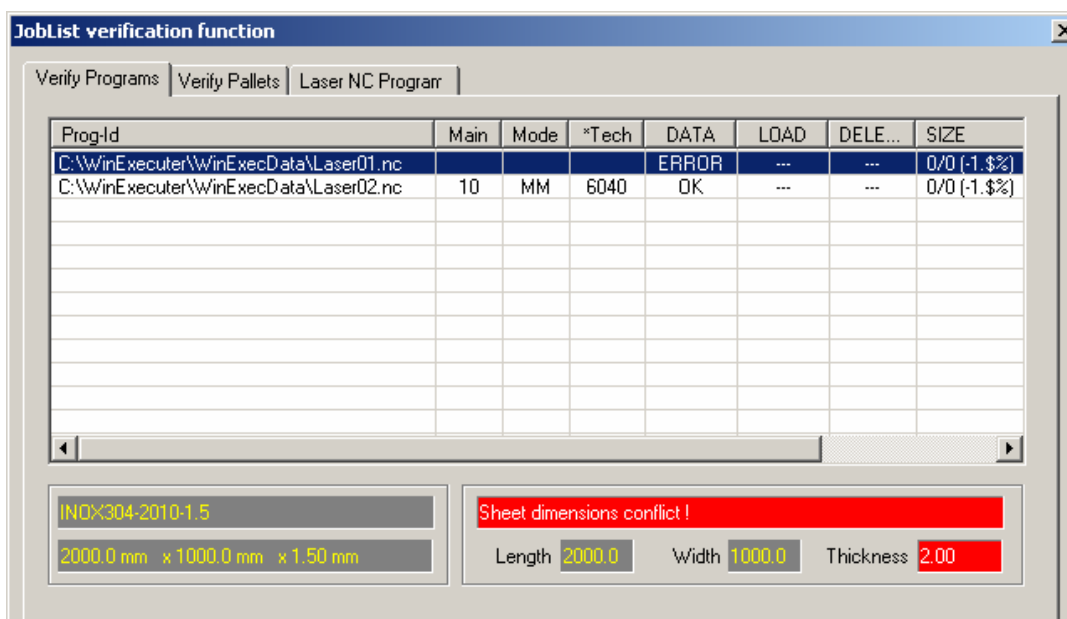 JobList verification function
Verify Programs Verify Pallets Laser NC Program
Prog-Id Main Mode *Tech DATA LOAD DELE... SIZE
C:\WinExecuter\WinExecData\Laser01.nc ERROR --- --- 0/0 (-1.$%)
C:\WinExecuter\WinExecData\Laser02.nc 10 MM 6040 OK --- --- 0/0 (-1.$%)
INOX304-2010-1.5 Sheet dimensions conflict !
2000.0 mm x 1000.0 mm x 1.50 mm Length 2000.0 Width 1000.0 Thickness 2.00